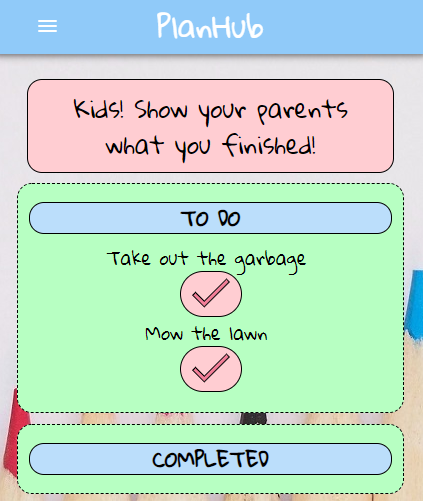 PlanHub
Kids! Show your parents
what you finished!
TO DO
Take out the garbage
Mow the lawn
COMPLETED